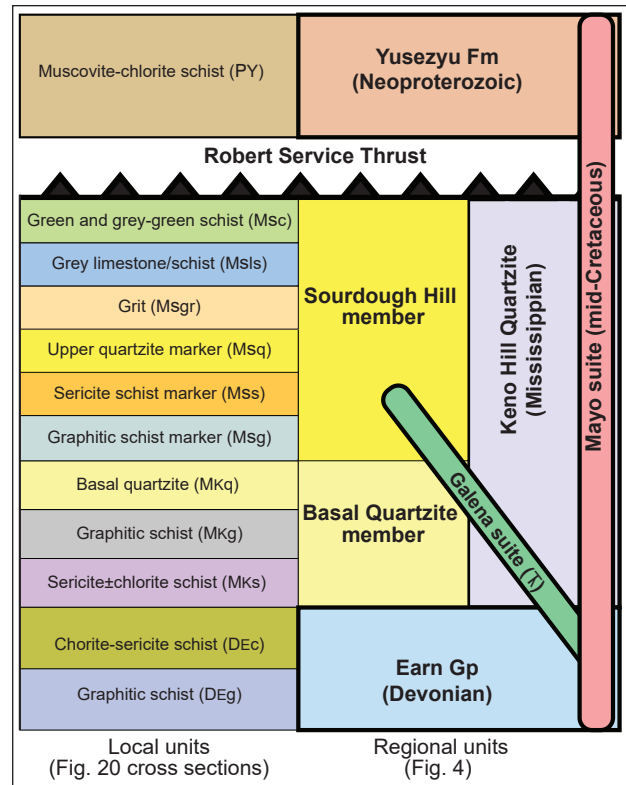 Muscovite-chlorite schist (PY)
Yusezyu Fm
(Neoproterozoic)
Robert Service Thrust
Green and grey-green schist (Msc)
Grey limestone/schist (Msls)
Grit (Msgr)
Upper quartzite marker (Msq)
Sericite schist marker (Mss)
Graphitic schist marker (Msg)
Basal quartzite (MKq)
Graphitic schist (MKg)
Sericite±chlorite schist (MKs)
Chorite-sericite schist (DEc)
Graphitic schist (DEg)
Sourdough Hill
member
Basal Quartzite
member
Keno Hill Quartzite
(Mississippian)
Galena suite (⅄)
Mayo suite (mid-Cretaceous)
Earn Gp
(Devonian)
Local units
(Fig. 20 cross sections)
Regional units
(Fig. 4)